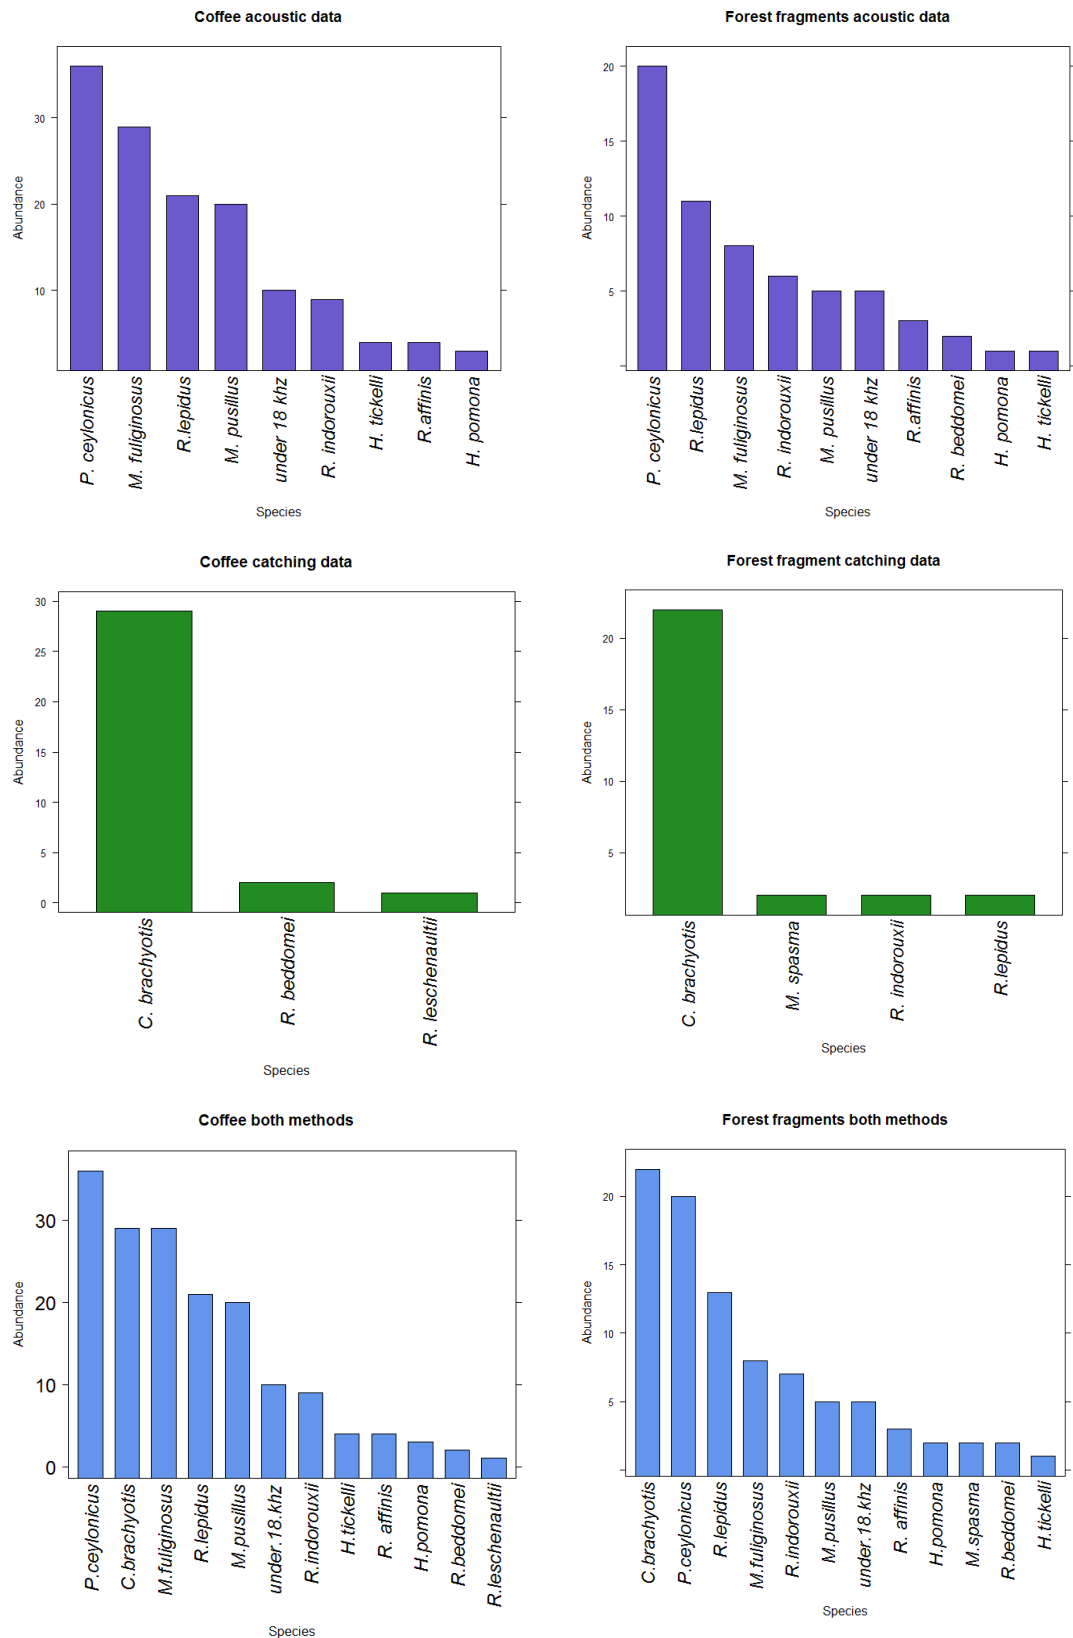 Coffee acoustic data
Abundance
30
20
10
P. ceylonicus
M. fuliginosus
R.lepidus
M. pusillus
under 18 khz
R. indorouxii
H. tickelli
R.affinis
H. pomona
Species
Forest fragments acoustic data
Abundance
20
15
10
5
P. ceylonicus
R.lepidus
M. fuliginosus
R. indorouxii
M. pusillus
under 18 khz
R.affinis
R. beddomei
H. pomona
H. tickelli
Species
Coffee catching data
Abundance
30
25
20
15
10
5
0
C. brachyotis
R. beddomei
R. leschenaultii
Species
Forest fragment catching data
Abundance
20
15
10
5
C. brachyotis
M. spasma
R. indorouxii
R.lepidus
Species
Coffee both methods
Abundance
30
20
10
0
P.ceylonicus
C.brachyotis
M.fuliginosus
R.lepidus
M.pusillus
under.18.khz
R.indorouxii
H.tickelli
R. affinis
H.pomona
R.beddomei
R.leschenaultii
Species
Forest fragments both methods
Abundance
20
15
10
5
C.brachyotis
P.ceylonicus
R.lepidus
M.fuliginosus
R.indorouxii
M.pusillus
under.18.khz
R. affinis
H.pomona
M.spasma
R.beddomei
H.tickelli
Species